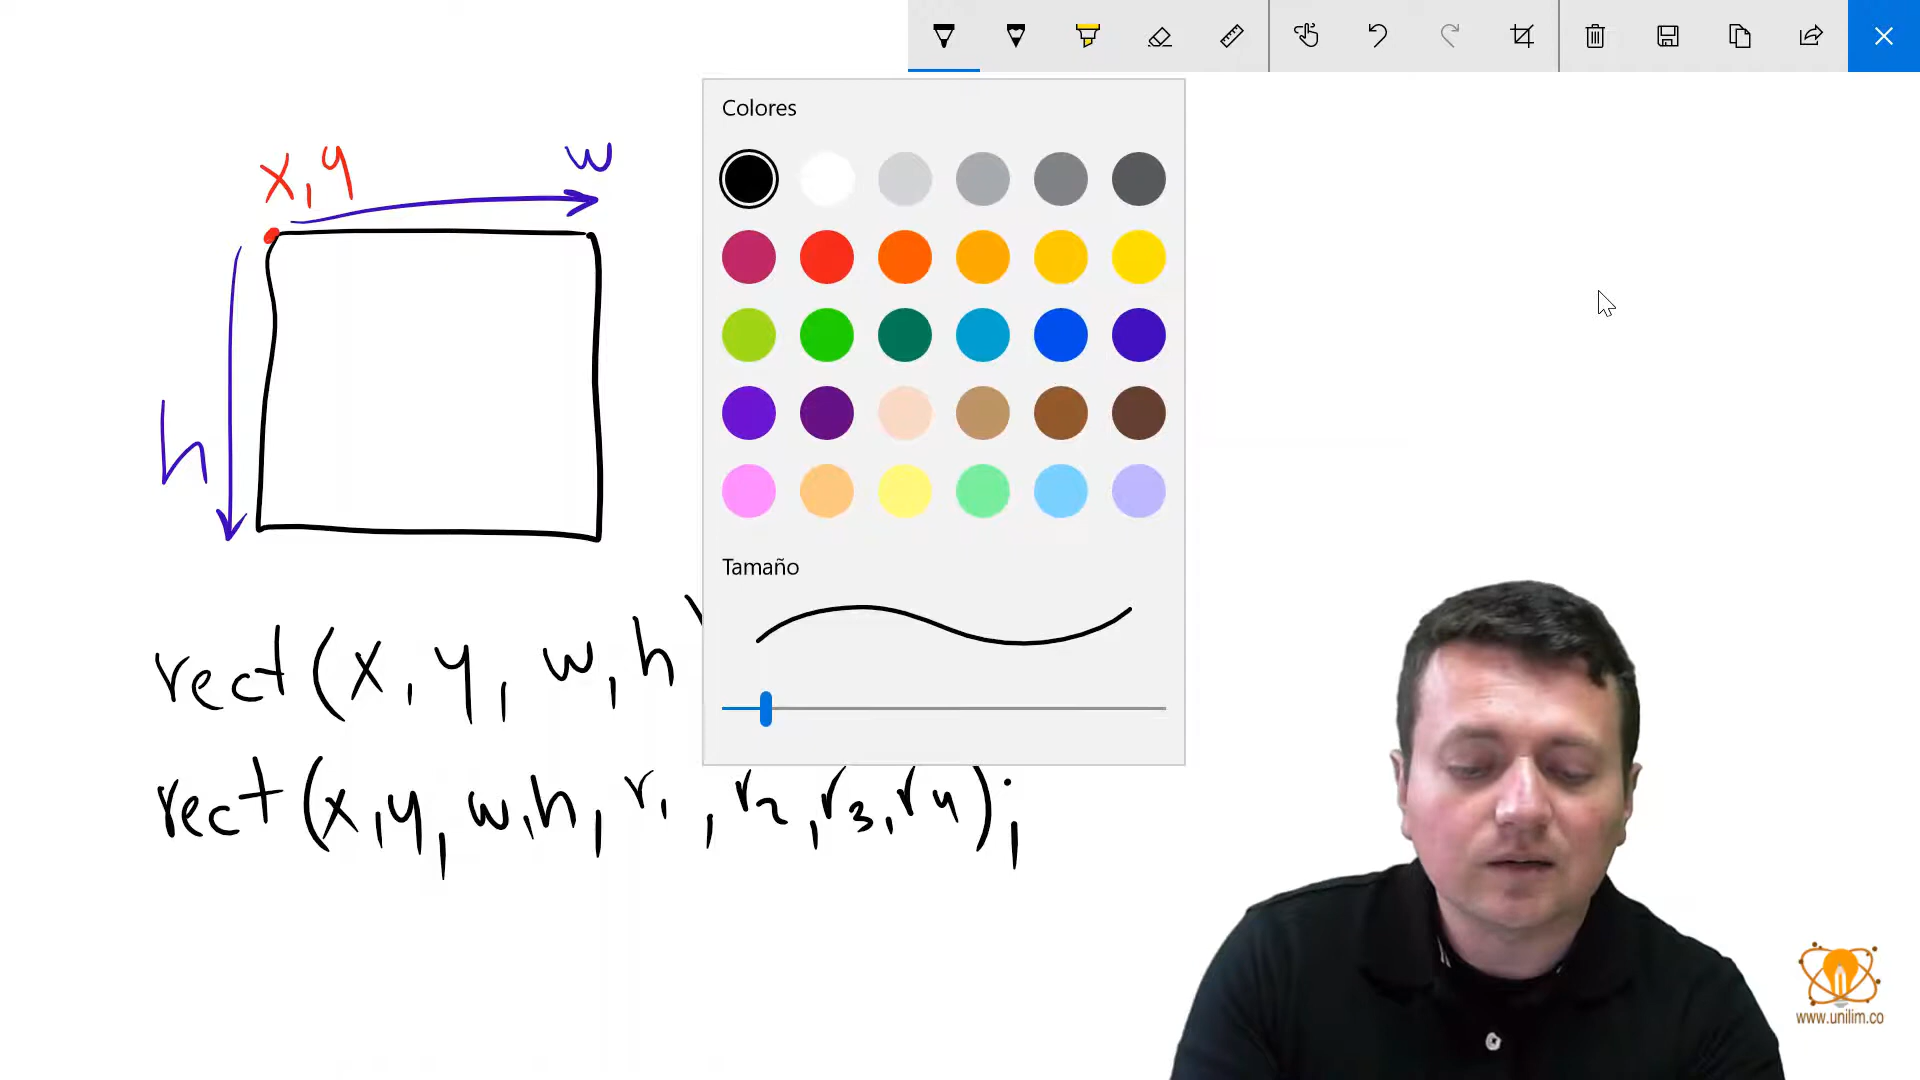 Colores
x, y
w
h
Tamaño
rect(x, y, w, h)
rect(x, y, w, h, r1, r2, r3, r4);
www.unilim.co